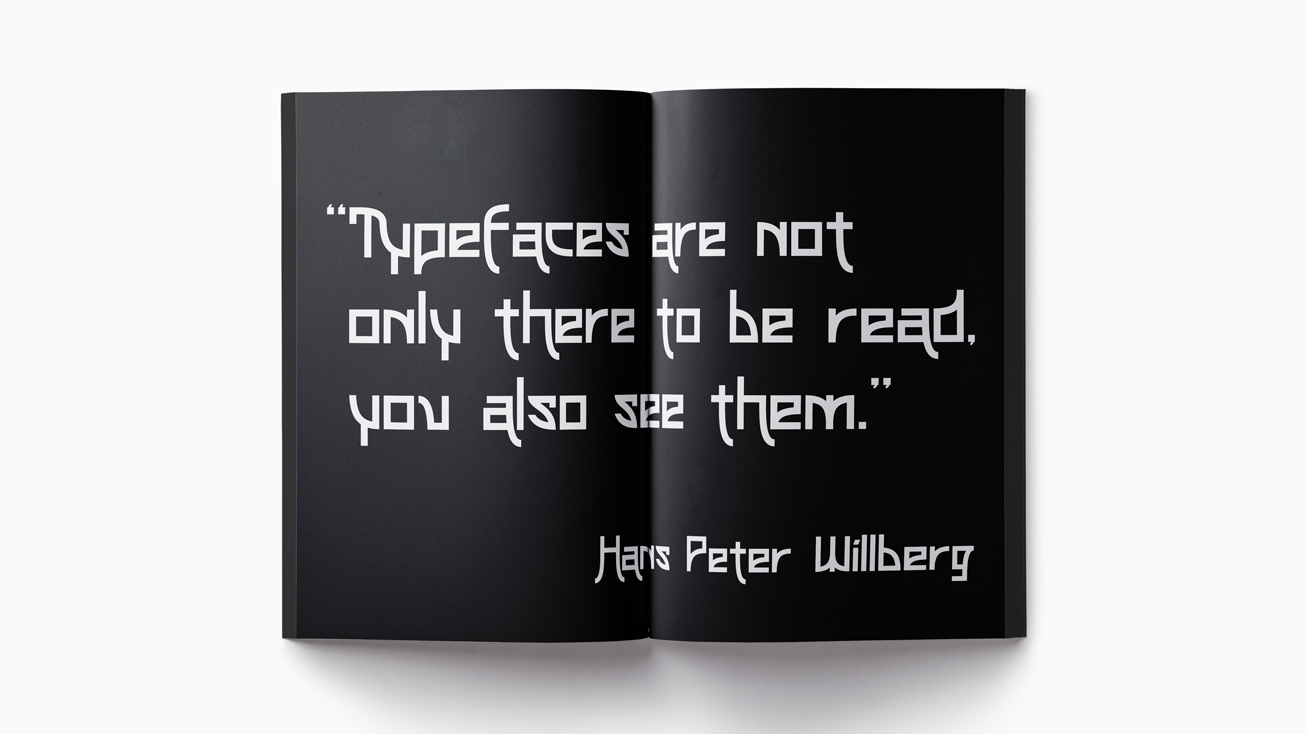 “Typefaces are not
only there to be read,
you also see them.”
Hans Peter Willberg